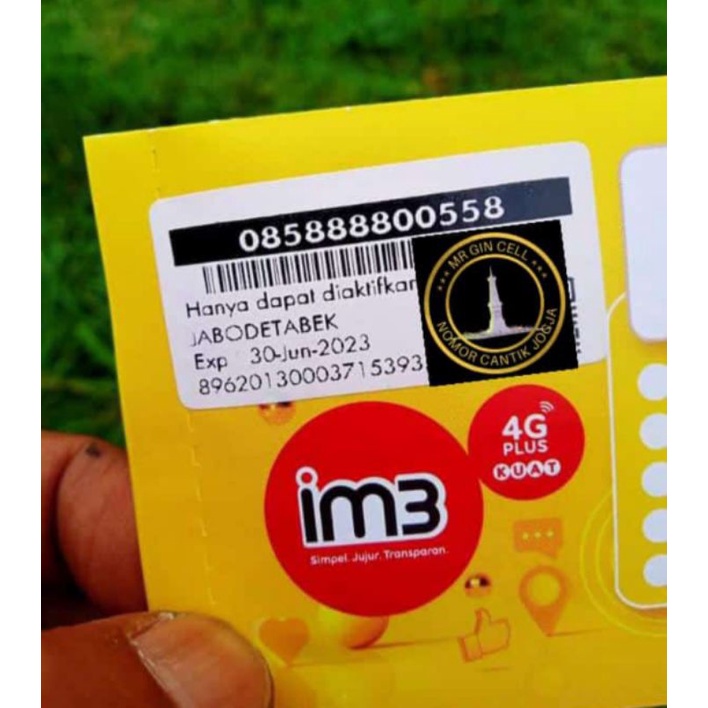 085888800558
Hanya dapat diaktifkan
JABODETABEK
Exp 30-Jun-2023
89620130003715393
MR GIN CELL
NOMOR CANTIK JOGJA
4G
PLUS
KUAT
im3
Simpel. Jujur. Transparan.